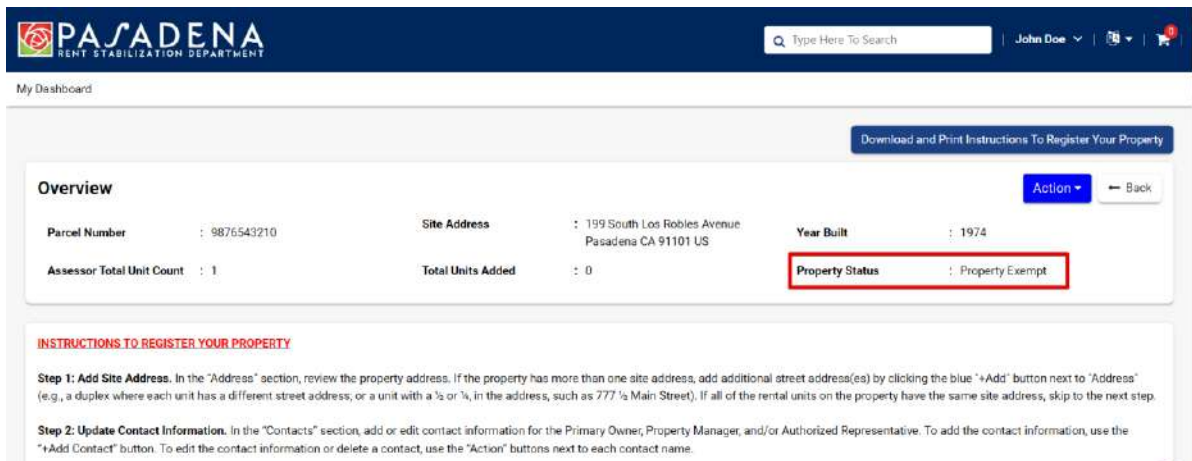 PASADENA
RENT STABILIZATION DEPARTMENT
Type Here To Search
John Doe
0
My Dashboard
Download and Print Instructions To Register Your Property
Overview
Action
Back
Parcel Number : 9876543210
Site Address : 199 South Los Robles Avenue
Pasadena CA 91101 US
Year Built : 1974
Assessor Total Unit Count : 1
Total Units Added : 0
Property Status : Property Exempt
INSTRUCTIONS TO REGISTER YOUR PROPERTY
Step 1: Add Site Address. In the "Address" section, review the property address. If the property has more than one site address, add additional street address(es) by clicking the blue "+Add" button next to "Address"
(e.g., a duplex where each unit has a different street address; or a unit with a ½ or ¼, in the address, such as 777 ½ Main Street). If all of the rental units on the property have the same site address, skip to the next step.
Step 2: Update Contact Information. In the "Contacts" section, add or edit contact information for the Primary Owner, Property Manager, and/or Authorized Representative. To add the contact information, use the
"+Add Contact" button. To edit the contact information or delete a contact, use the "Action" buttons next to each contact name.